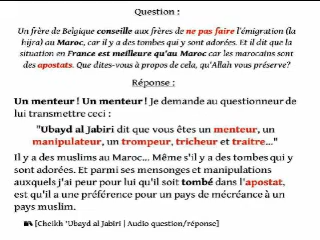 Question :
Un frère de Belgique conseille aux frères de ne pas faire l'émigration (la
hijra) au Maroc, car il y a des tombes qui y sont adorées. Et il dit que la
situation en France est meilleure qu'au Maroc car les marocains sont
des apostats. Que dites-vous à propos de cela, qu'Allah vous préserve?
Réponse :
Un menteur ! Un menteur ! Je demande au questionneur de
lui transmettre ceci :
"Ubayd al Jabiri dit que vous êtes un menteur, un
manipulateur, un trompeur, tricheur et traitre..."
Il y a des muslims au Maroc... Même s'il y a des tombes qui y
sont adorées. Et parmi ses mensonges et manipulations
auxquels j'ai peur pour lui qu'il soit tombé dans l'apostat,
est qu'il a une préférence pour un pays de mécréance à un
pays muslim.
[Cheikh 'Ubayd al Jabiri | Audio question/réponse]